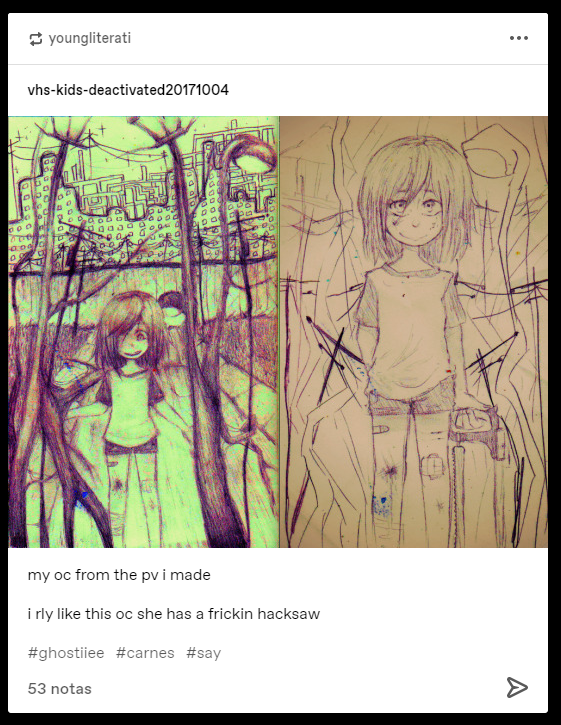 youngliterati
vhs-kids-deactivated20171004
my oc from the pv i made
i rly like this oc she has a frickin hacksaw
#ghostiiee #carnes #say
53 notas